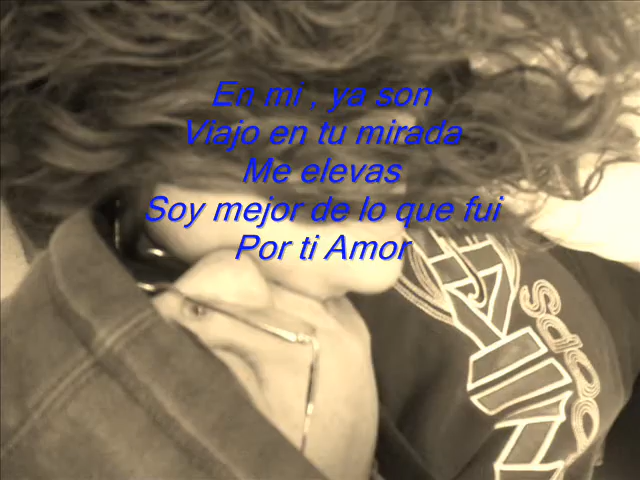 En mi , ya son
Viajo en tu mirada
Me elevas
Soy mejor de lo que fui
Por ti Amor